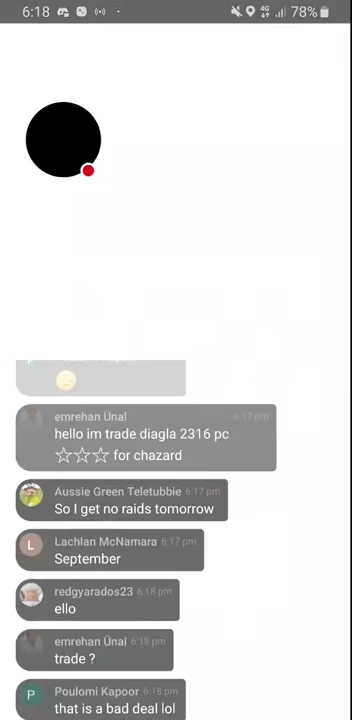 6:18
4G
78%
emrehan Ünal 6:17 pm
hello im trade diagla 2316 pc
☆☆☆ for chazard
Aussie Green Teletubbie 6:17 pm
So I get no raids tomorrow
L
Lachlan McNamara 6:17 pm
September
redgyarados23 6:18 pm
ello
emrehan Ünal 6:18 pm
trade ?
P
Poulomi Kapoor 6:18 pm
that is a bad deal lol